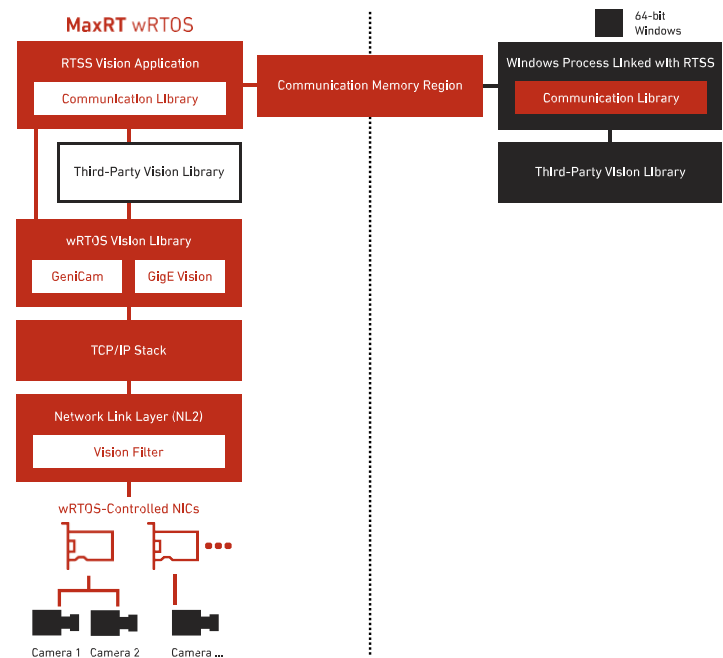 MaxRT wRTOS
64-bit
Windows
RTSS Vision Application
Communication Library
Communication Memory Region
Windows Process Linked with RTSS
Communication Library
Third-Party Vision Library
Third-Party Vision Library
wRTOS Vision Library
GeniCam
GigE Vision
TCP/IP Stack
Network Link Layer (NL2)
Vision Filter
wRTOS-Controlled NICs
Camera 1
Camera 2
Camera ...